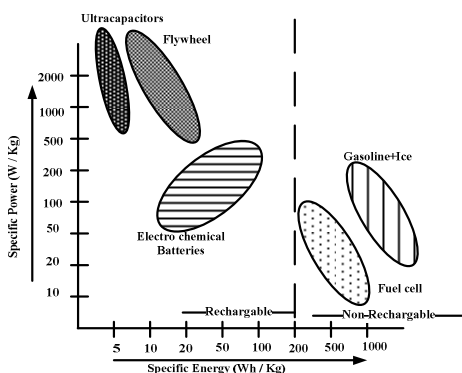 Ultracapacitors
Flywheel
2000
1000
500
200
100
50
20
10
Specific Power (W / Kg)
Gasoline+Ice
Electro chemical
Batteries
Fuel cell
Rechargable
Non-Rechargable
5 10 20 50 100 200 500 1000
Specific Energy (Wh / Kg)